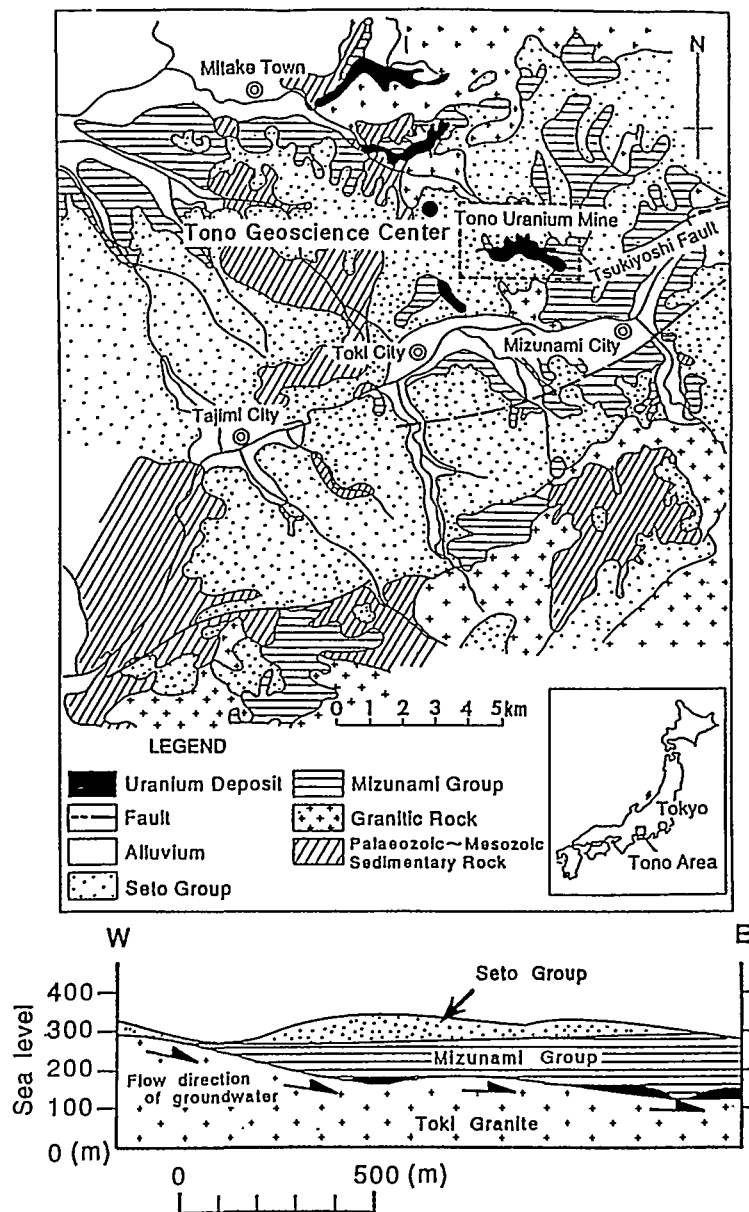 Mitake Town
N
Tono Uranium Mine
Tono Geoscience Center
Tsukiyoshi Fault
Toki City
Mizunami City
Tajimi City
0 1 2 3 4 5km
LEGEND
Uranium Deposit
Fault
Alluvium
Seto Group
Mizunami Group
Granitic Rock
Palaeozoic~Mesozoic
Sedimentary Rock
Tokyo
Tono Area
W
E
Seto Group
400
300
200
100
0 (m)
Sea level
Mizunami Group
Flow direction
of groundwater
Toki Granite
0 500 (m)